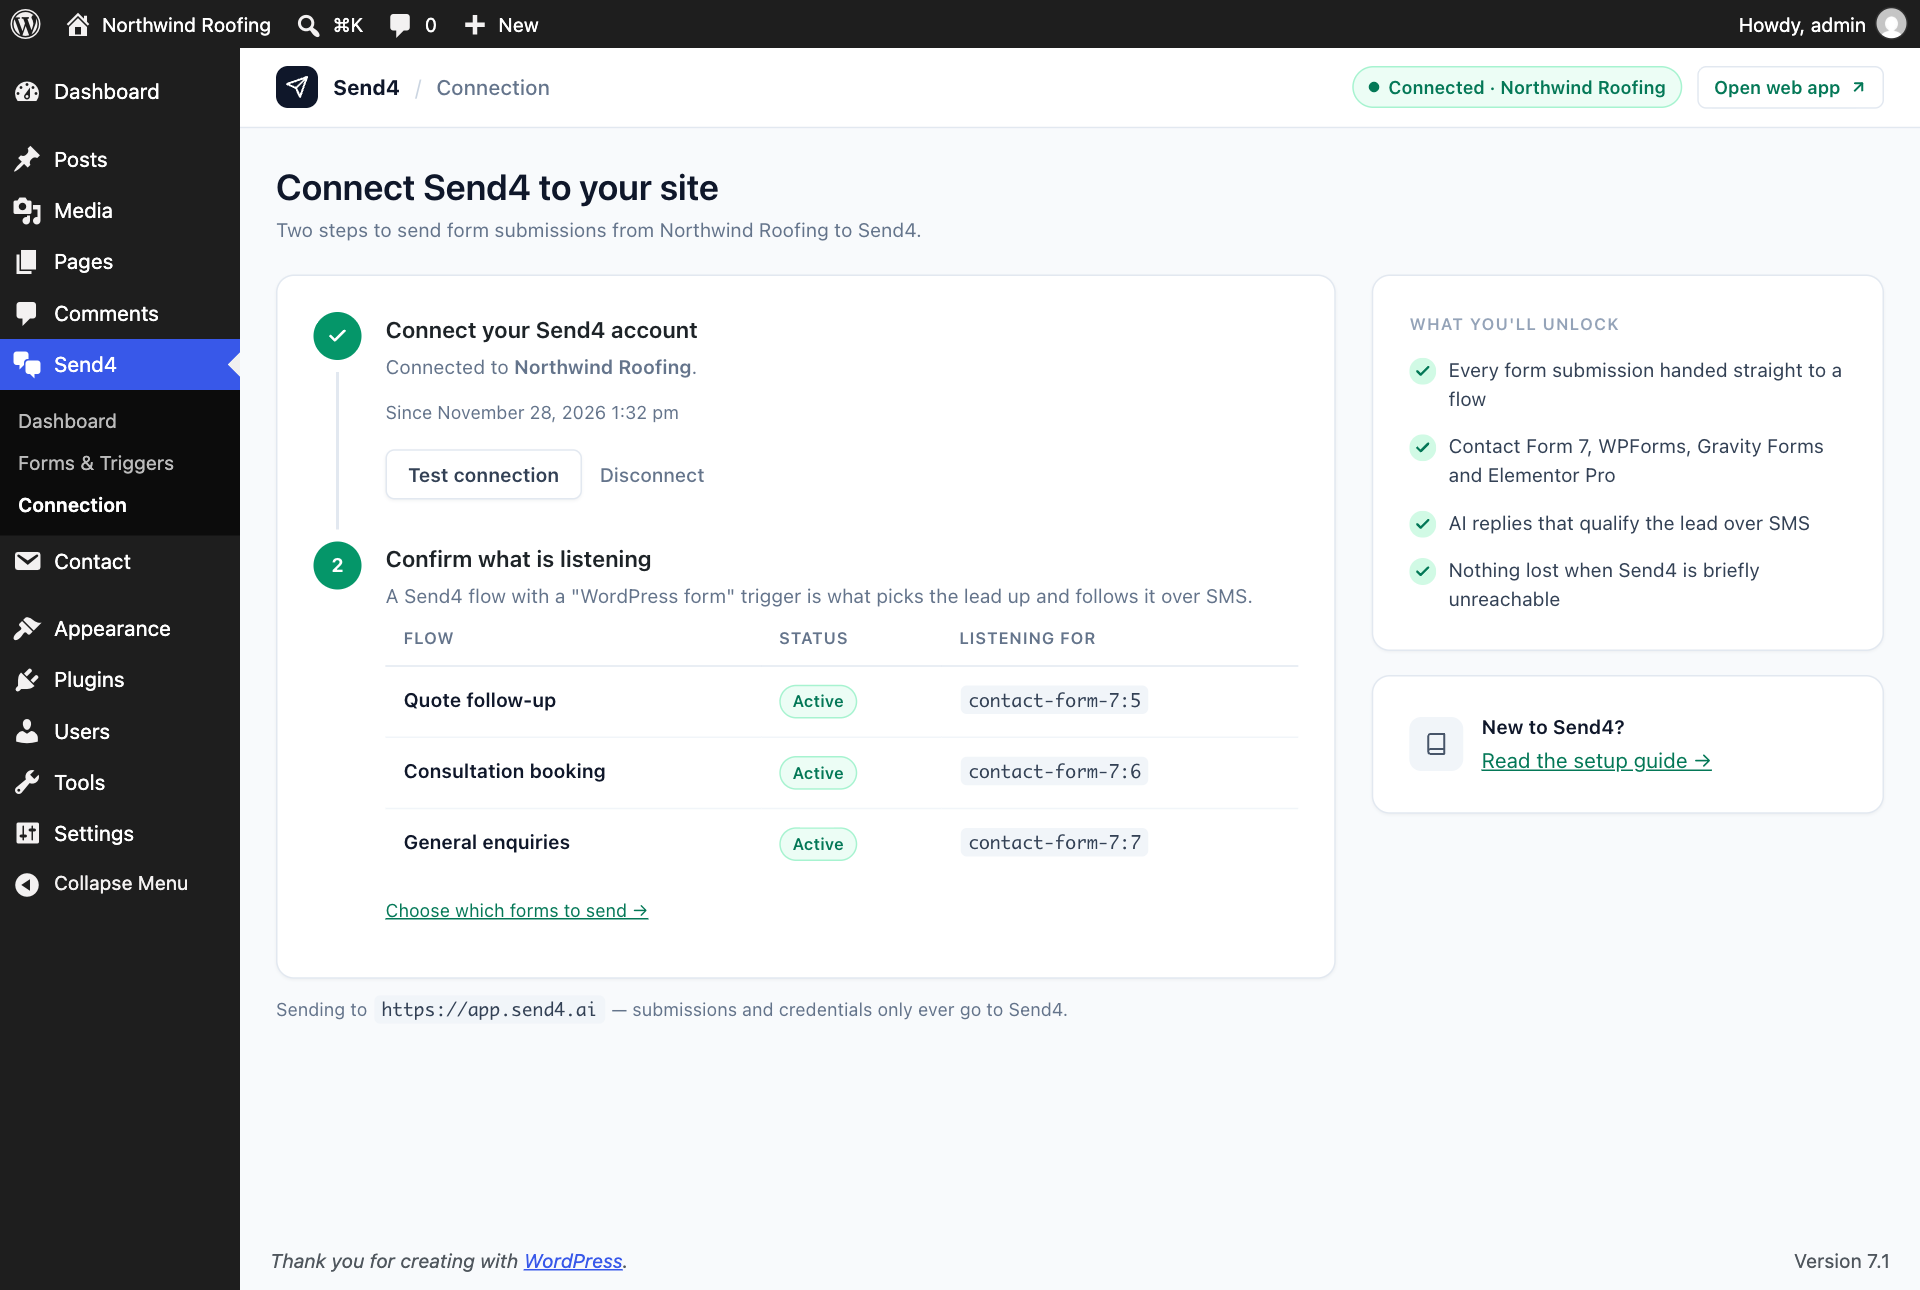 Northwind Roofing
⌘K
0
New
Howdy, admin
Dashboard
Posts
Media
Pages
Comments
Send4
Dashboard
Forms & Triggers
Connection
Contact
Appearance
Plugins
Users
Tools
Settings
Collapse Menu
Send4 / Connection
Connected · Northwind Roofing
Open web app ↗
Connect Send4 to your site
Two steps to send form submissions from Northwind Roofing to Send4.
Connect your Send4 account
Connected to Northwind Roofing.
Since November 28, 2026 1:32 pm
Test connection
Disconnect
2
Confirm what is listening
A Send4 flow with a "WordPress form" trigger is what picks the lead up and follows it over SMS.
FLOW STATUS LISTENING FOR
Quote follow-up Active contact-form-7:5
Consultation booking Active contact-form-7:6
General enquiries Active contact-form-7:7
Choose which forms to send →
Sending to https://app.send4.ai — submissions and credentials only ever go to Send4.
WHAT YOU'LL UNLOCK
Every form submission handed straight to a
flow
Contact Form 7, WPForms, Gravity Forms
and Elementor Pro
AI replies that qualify the lead over SMS
Nothing lost when Send4 is briefly
unreachable
New to Send4?
Read the setup guide →
Thank you for creating with WordPress.
Version 7.1